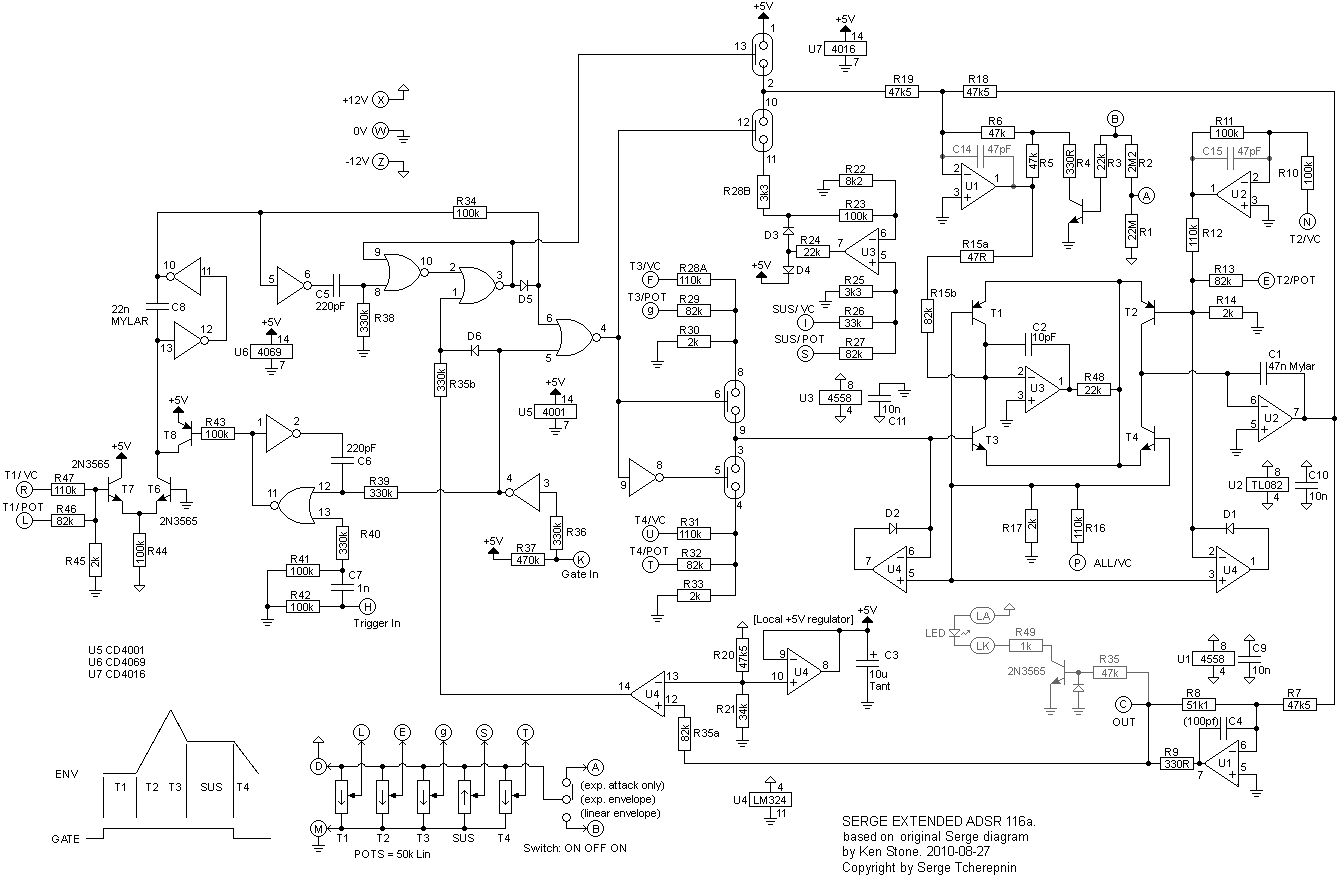 +5V
1
13
2
+5V
14
U7 4016
7
+12V X
0V W
-12V Z
10
12
11
R28B 3k3
R19 47k5
R18 47k5
R6 47k
C14 47pF
2
3
U1
1
R5 47k
R4 330R
R3 22k
B
R2 2M2
A
R1 22M
R11 100k
C15 47pF
1
2
3
U2
R10 100k
N
T2/VC
R12 110k
R13 82k
E T2/POT
R14 2k
R34 100k
10
11
C8
22n
MYLAR
13
12
5
6
C5
220pF
R38 330k
9
8
10
2
1
3
D5
6
5
4
D6
R35b 330k
+5V
14
U6 4069
7
+5V
14
U5 4001
7
R22 8k2
R23 100k
D3
D4
+5V
R24 22k
7
U3
6
5
R25 3k3
SUS/VC
I
R26 33k
SUS/POT
S
R27 82k
8
U3 4558
4
10n
C11
T3/VC
F
R28A 110k
T3/POT
g
R29 82k
R30 2k
8
6
9
3
5
4
9
8
T4/VC
U
R31 110k
T4/POT
T
R32 82k
R33 2k
R15a 47R
R15b 82k
T1
T2
T3
T4
C2
10pF
2
3
U3
1
R48 22k
C1
47n Mylar
6
5
U2
7
8
U2 TL082
4
C10
10n
D2
7
U4
6
5
R17 2k
110k R16
P ALL/VC
D1
2
3
U4
1
+5V
T8
R43 100k
1
2
220pF
C6
11
12
13
R39 330k
4
3
R36 330k
+5V
R37 470k
K
Gate In
R40 330k
R41 100k
R42 100k
C7
1n
H
Trigger In
T1/VC
R
R47 110k
T1/POT
L
R46 82k
R45 2k
2N3565
+5V
T7
T6
2N3565
R44 100k
U5 CD4001
U6 CD4069
U7 CD4016
[Local +5V regulator]
+5V
R20 47k5
R21 34k
9
10
U4
8
C3
10u
Tant
14
U4
13
12
R35a 82k
LED
LA
LK
R49 1k
2N3565
R35 47k
8
U1 4558
4
C9
10n
C
OUT
R8 51k1
R7 47k5
(100pf) C4
R9 330R
7
U1
6
5
4
U4 LM324
11
ENV
T1 T2 T3 SUS T4
GATE
L E g S T
D
M
T1 T2 T3 SUS T4
POTS = 50k Lin
A
(exp. attack only)
(exp. envelope)
(linear envelope)
B
Switch: ON OFF ON
SERGE EXTENDED ADSR 116a.
based on original Serge diagram
by Ken Stone. 2010-08-27
Copyright by Serge Tcherepnin